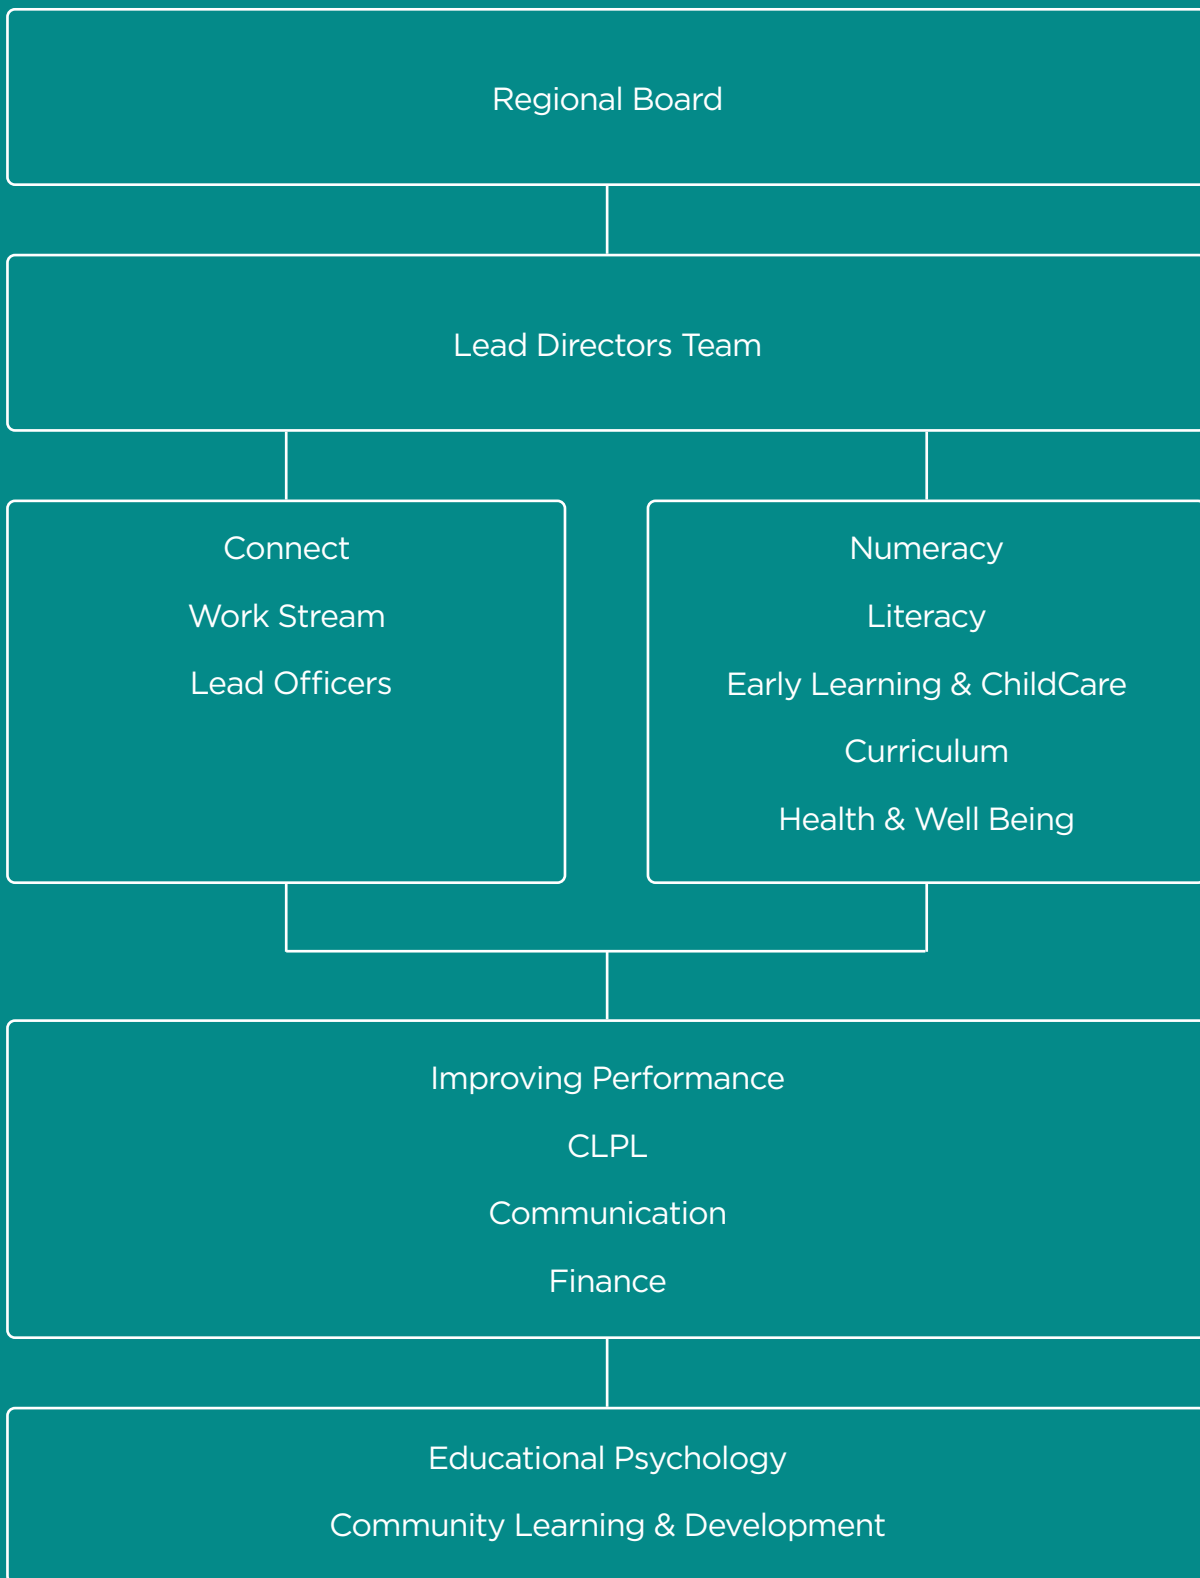 Regional Board
Lead Directors Team
Connect
Work Stream
Lead Officers
Numeracy
Literacy
Early Learning & ChildCare
Curriculum
Health & Well Being
Improving Performance
CLPL
Communication
Finance
Educational Psychology
Community Learning & Development